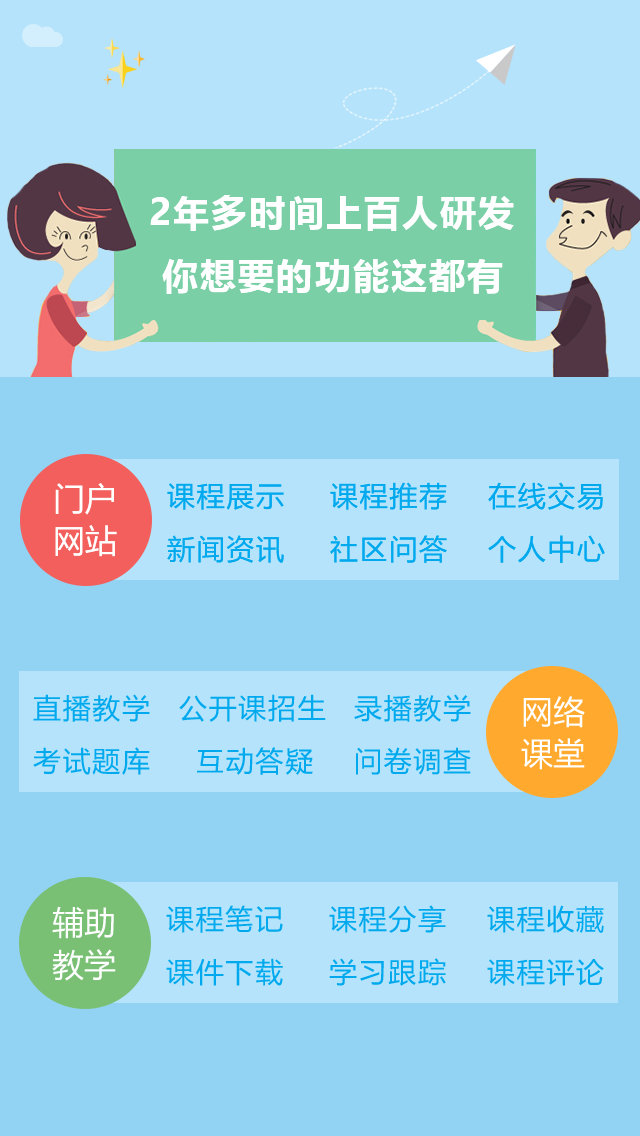 2年多时间上百人研发
你想要的功能这都有
门户
网站
课程展示 课程推荐 在线交易
新闻资讯 社区问答 个人中心
直播教学 公开课招生 录播教学
考试题库 互动答疑 问卷调查
网络
课堂
辅助
教学
课程笔记 课程分享 课程收藏
课件下载 学习跟踪 课程评论